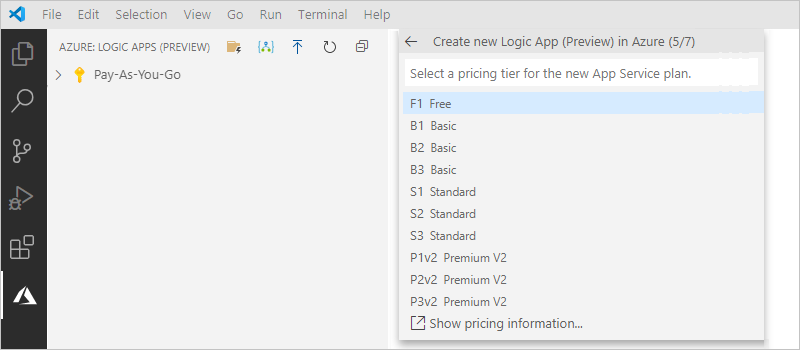 File Edit Selection View Go Run Terminal Help
AZURE: LOGIC APPS (PREVIEW)
Pay-As-You-Go
Create new Logic App (Preview) in Azure (5/7)
Select a pricing tier for the new App Service plan.
F1 Free
B1 Basic
B2 Basic
B3 Basic
S1 Standard
S2 Standard
S3 Standard
P1v2 Premium V2
P2v2 Premium V2
P3v2 Premium V2
Show pricing information...